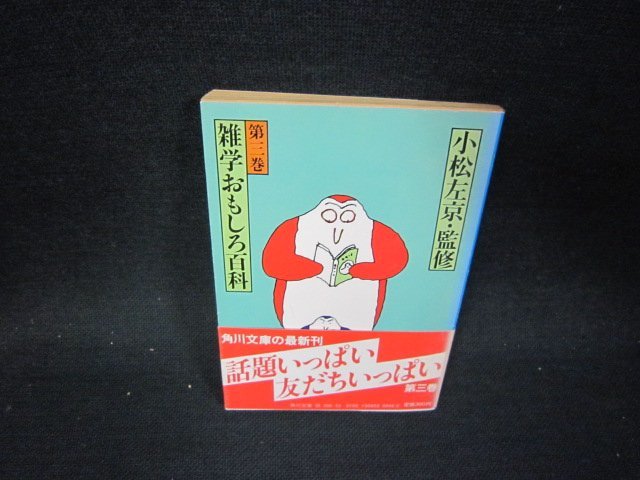 小松左京・監修
第三巻
雑学おもしろ百科
角川文庫の最新刊
話題いっぱい
友だちいっぱい
第三巻